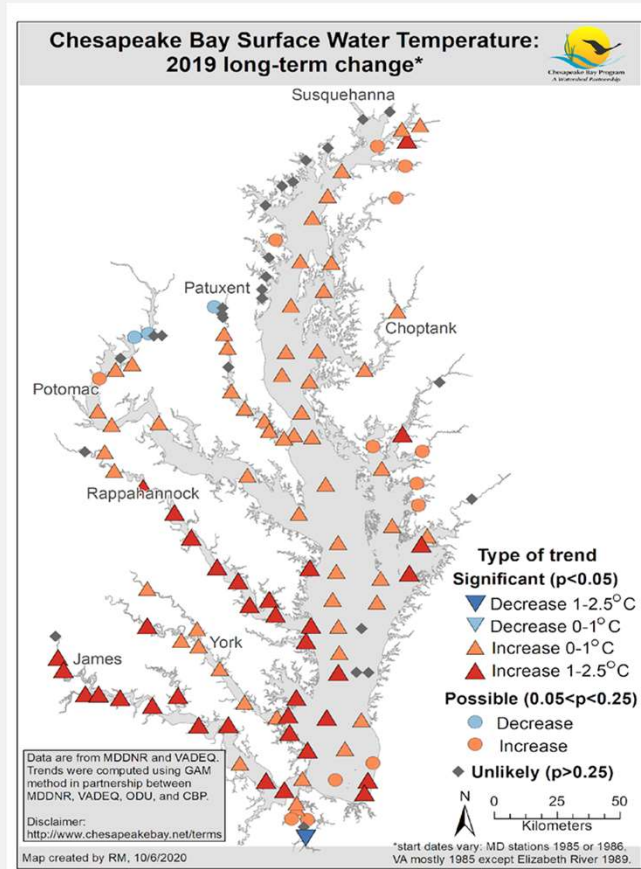 Chesapeake Bay Surface Water Temperature:
2019 long-term change*
Chesapeake Bay Program
A Watershed Partnership
Susquehanna
Patuxent
Choptank
Potomac
Rappahannock
York
James
Type of trend
Significant (p<0.05)
Decrease 1-2.5°C
Decrease 0-1°C
Increase 0-1°C
Increase 1-2.5°C
Possible (0.05<p<0.25)
Decrease
Increase
Unlikely (p>0.25)
N
0 15 30 60
Kilometers
Data are from MDDNR and VADEQ.
Trends were computed using GAM
method in partnership between
MDDNR, VADEQ, ODU, and CBP.
Disclaimer:
http://www.chesapeakebay.net/terms
Map created by RM, 10/6/2020
*start dates vary: MD stations 1985 or 1986,
VA mostly 1985 except Elizabeth River 1989.